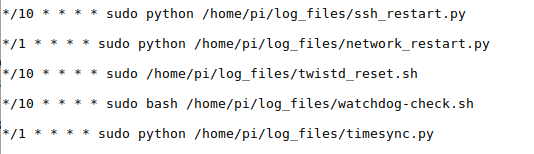 */10 * * * * sudo python /home/pi/log_files/ssh_restart.py
*/1 * * * * sudo python /home/pi/log_files/network_restart.py
*/10 * * * * sudo /home/pi/log_files/twistd_reset.sh
*/10 * * * * sudo bash /home/pi/log_files/watchdog-check.sh
*/1 * * * * sudo python /home/pi/log_files/timesync.py